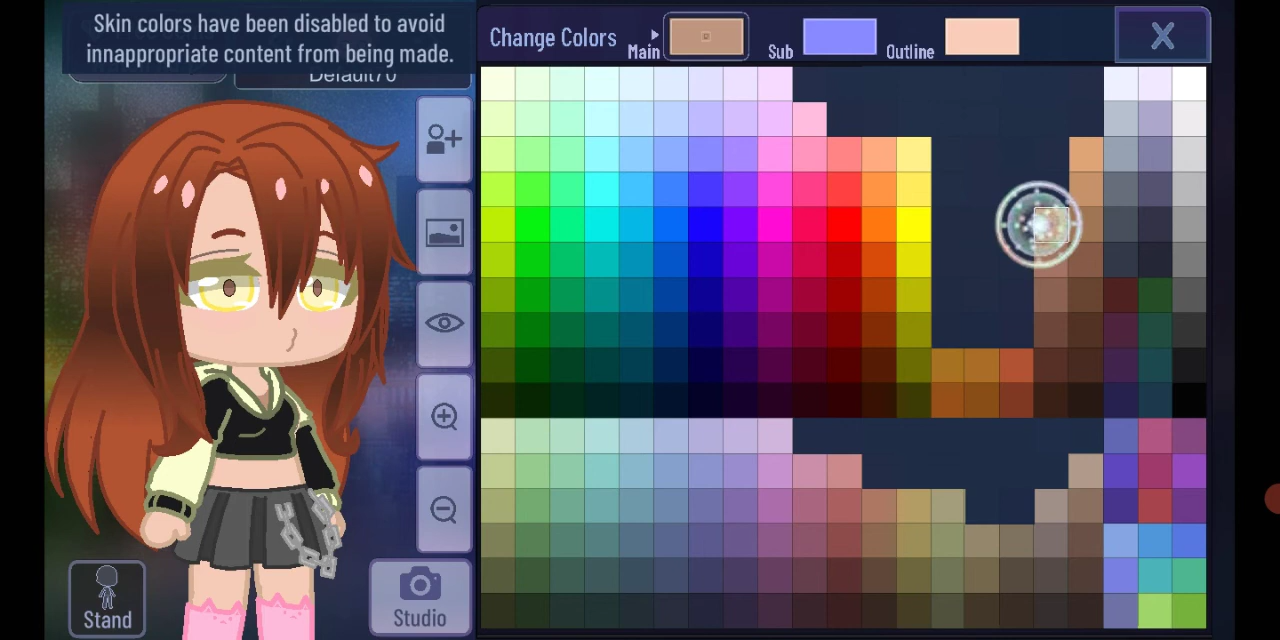 Skin colors have been disabled to avoid
innappropriate content from being made.
Default70
Change Colors
Main
Sub
Outline
X
Stand
Studio